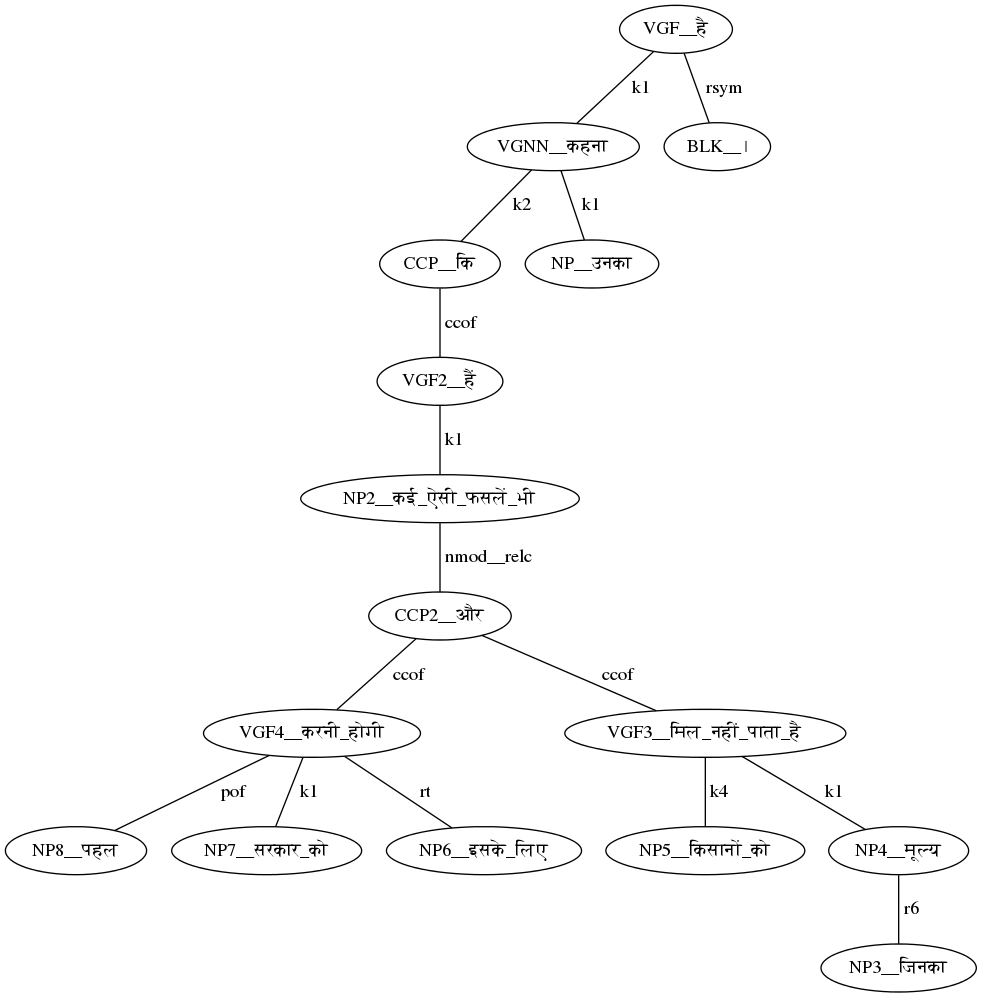 VGF__है
k1 rsym
VGNN__कहना BLK__।
k2 k1
CCP__कि NP__उनका
ccof
VGF2__हैं
k1
NP2__कई_ऐसी_फसलें_भी
nmod__relc
CCP2__और
ccof ccof
VGF4__करनी_होगी VGF3__मिल_नहीं_पाता_है
pof k1 rt k4 k1
NP8__पहल NP7__सरकार_को NP6__इसके_लिए NP5__किसानों_को NP4__मूल्य
r6
NP3__जिनका